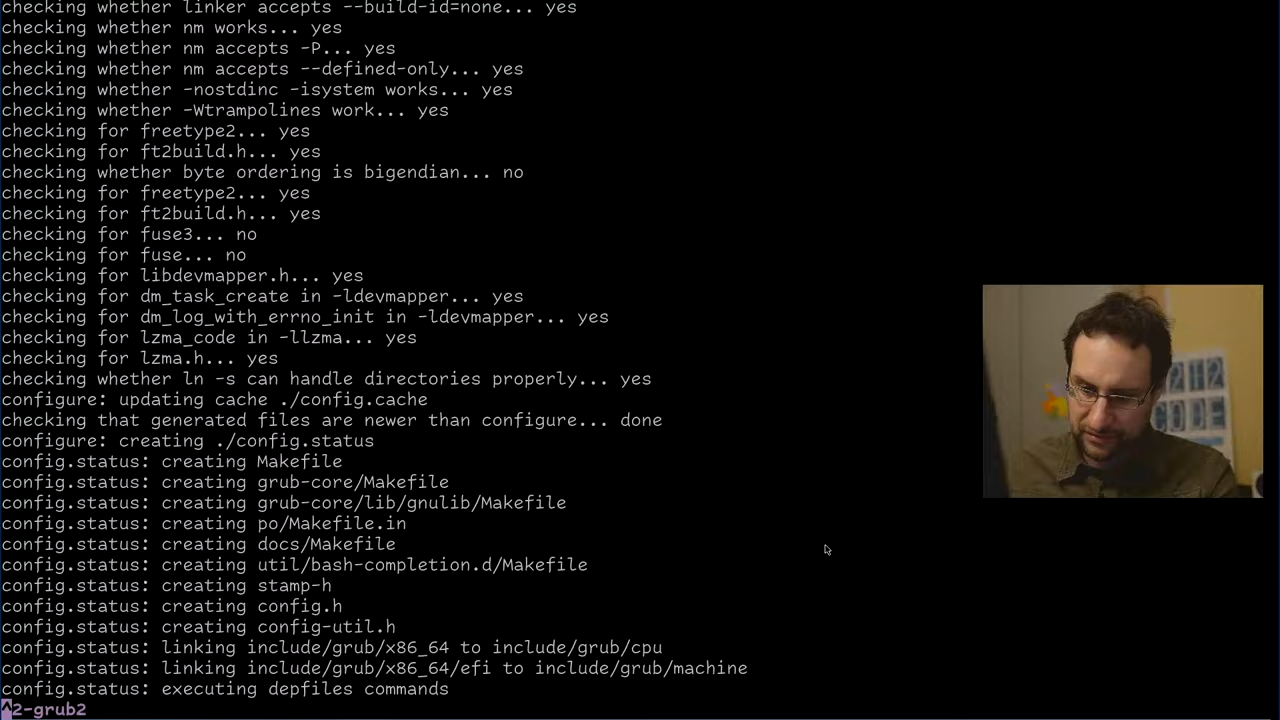 checking whether linker accepts --build-id=none... yes
checking whether nm works... yes
checking whether nm accepts -P... yes
checking whether nm accepts --defined-only... yes
checking whether -nostdinc -isystem works... yes
checking whether -Wtrampolines work... yes
checking for freetype2... yes
checking for ft2build.h... yes
checking whether byte ordering is bigendian... no
checking for freetype2... yes
checking for ft2build.h... yes
checking for fuse3... no
checking for fuse... no
checking for libdevmapper.h... yes
checking for dm_task_create in -ldevmapper... yes
checking for dm_log_with_errno_init in -ldevmapper... yes
checking for lzma_code in -llzma... yes
checking for lzma.h... yes
checking whether ln -s can handle directories properly... yes
configure: updating cache ./config.cache
checking that generated files are newer than configure... done
configure: creating ./config.status
config.status: creating Makefile
config.status: creating grub-core/Makefile
config.status: creating grub-core/lib/gnulib/Makefile
config.status: creating po/Makefile.in
config.status: creating docs/Makefile
config.status: creating util/bash-completion.d/Makefile
config.status: creating stamp-h
config.status: creating config.h
config.status: creating config-util.h
config.status: linking include/grub/x86_64 to include/grub/cpu
config.status: linking include/grub/x86_64/efi to include/grub/machine
config.status: executing depfiles commands
^2-grub2